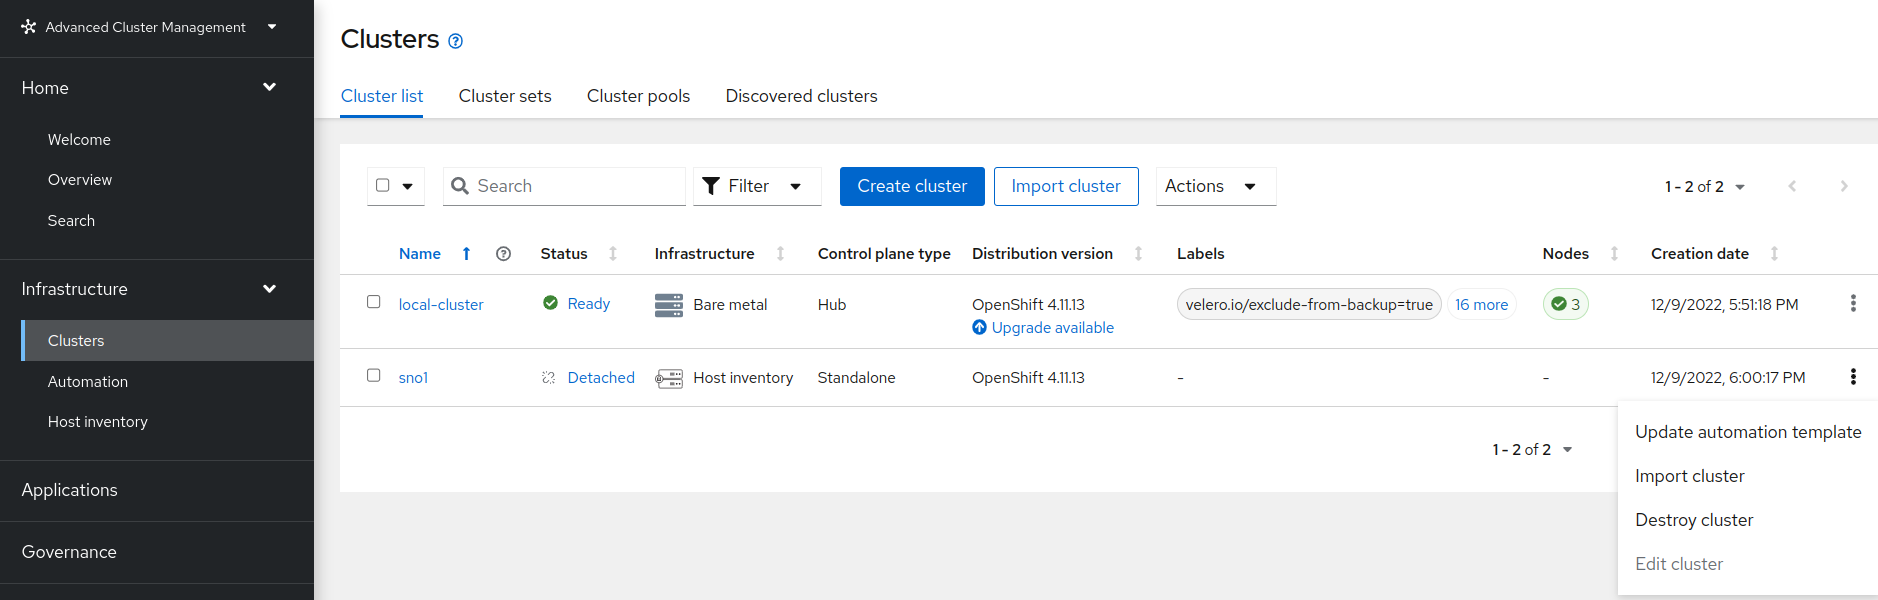 Advanced Cluster Management
Home
Welcome
Overview
Search
Infrastructure
Clusters
Automation
Host inventory
Applications
Governance
Clusters
Cluster list Cluster sets Cluster pools Discovered clusters
Search Filter Create cluster Import cluster Actions 1 - 2 of 2
Name Status Infrastructure Control plane type Distribution version Labels Nodes Creation date
local-cluster Ready Bare metal Hub OpenShift 4.11.13 velero.io/exclude-from-backup=true 16 more 3 12/9/2022, 5:51:18 PM
Upgrade available
sno1 Detached Host inventory Standalone OpenShift 4.11.13 - - 12/9/2022, 6:00:17 PM
1 - 2 of 2
Update automation template
Import cluster
Destroy cluster
Edit cluster